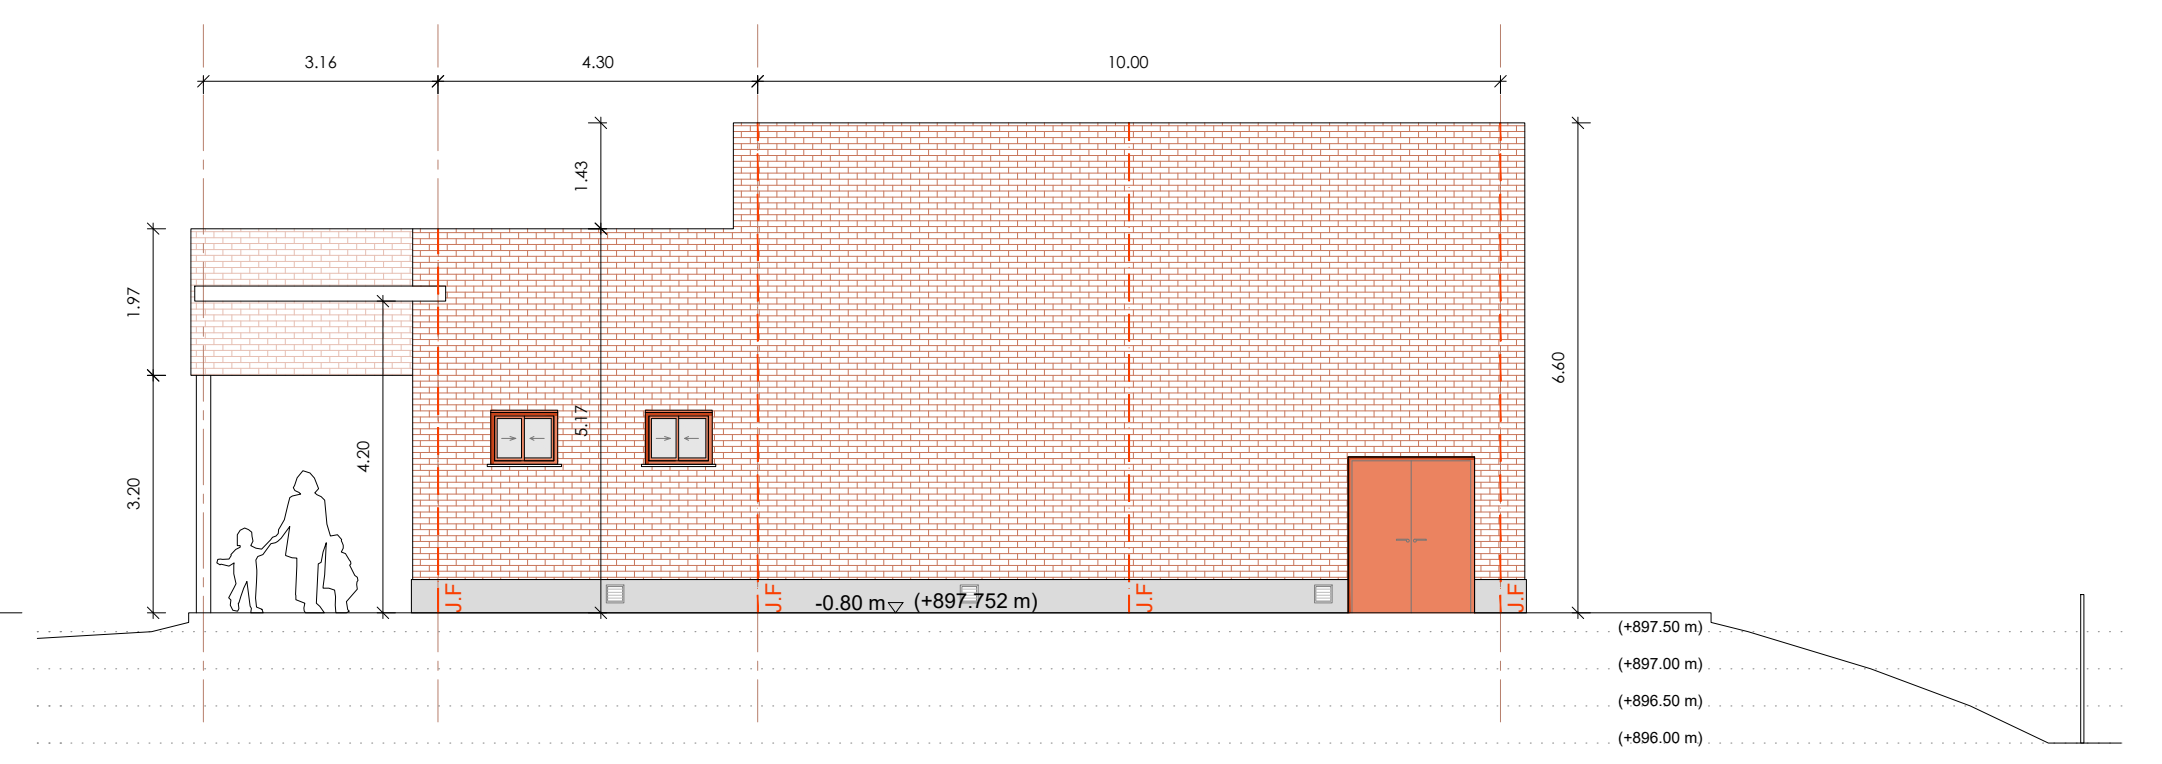 3.16
4.30
10.00
1.43
1.97
5.17
4.20
3.20
6.60
J.F
J.F
J.F
J.F
-0.80 m (+897.752 m)
(+897.50 m)
(+897.00 m)
(+896.50 m)
(+896.00 m)